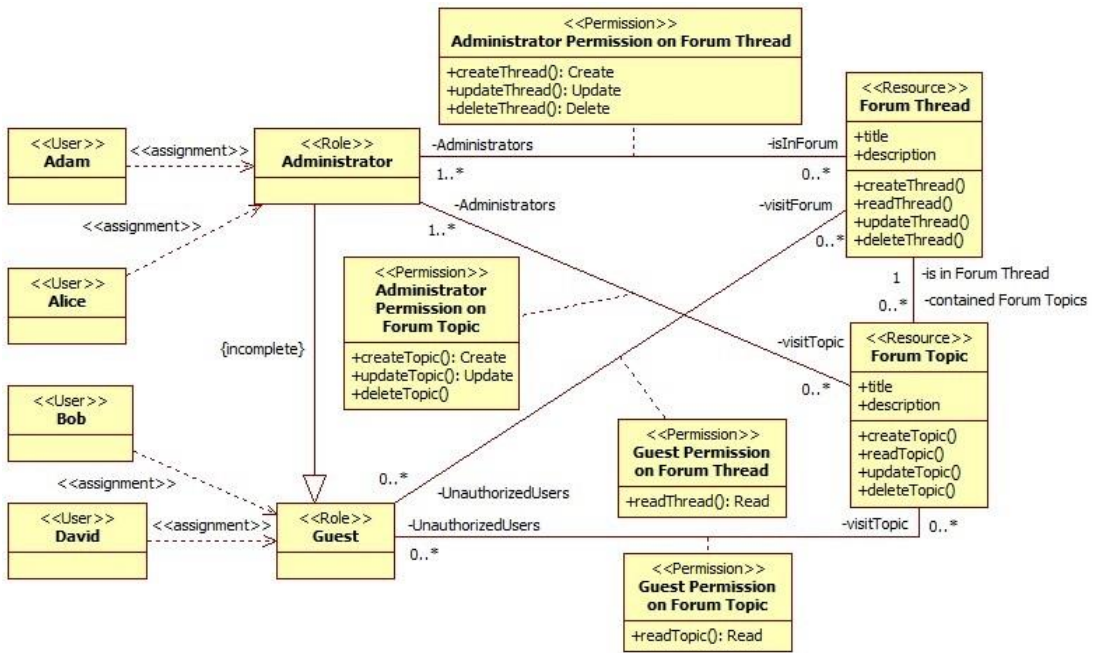 <<Permission>>
Administrator Permission on Forum Thread
+createThread(): Create
+updateThread(): Update
+deleteThread(): Delete
<<Resource>>
Forum Thread
+title
+description
+createThread()
+readThread()
+updateThread()
+deleteThread()
<<User>>
Adam
<<assignment>>
<<Role>>
Administrator
-Administrators
1..*
-isInForum
0..*
-Administrators
1..*
-visitForum
0..*
<<assignment>>
<<User>>
Alice
<<Permission>>
Administrator
Permission on
Forum Topic
+createTopic(): Create
+updateTopic(): Update
+deleteTopic()
1
-is in Forum Thread
0..*
-contained Forum Topics
{incomplete}
-visitTopic
0..*
<<Resource>>
Forum Topic
+title
+description
+createTopic()
+readTopic()
+updateTopic()
+deleteTopic()
<<User>>
Bob
<<assignment>>
<<Permission>>
Guest Permission
on Forum Thread
+readThread(): Read
0..*
-UnauthorizedUsers
<<User>>
David
<<assignment>>
<<Role>>
Guest
-UnauthorizedUsers
0..*
-visitTopic
0..*
<<Permission>>
Guest Permission
on Forum Topic
+readTopic(): Read